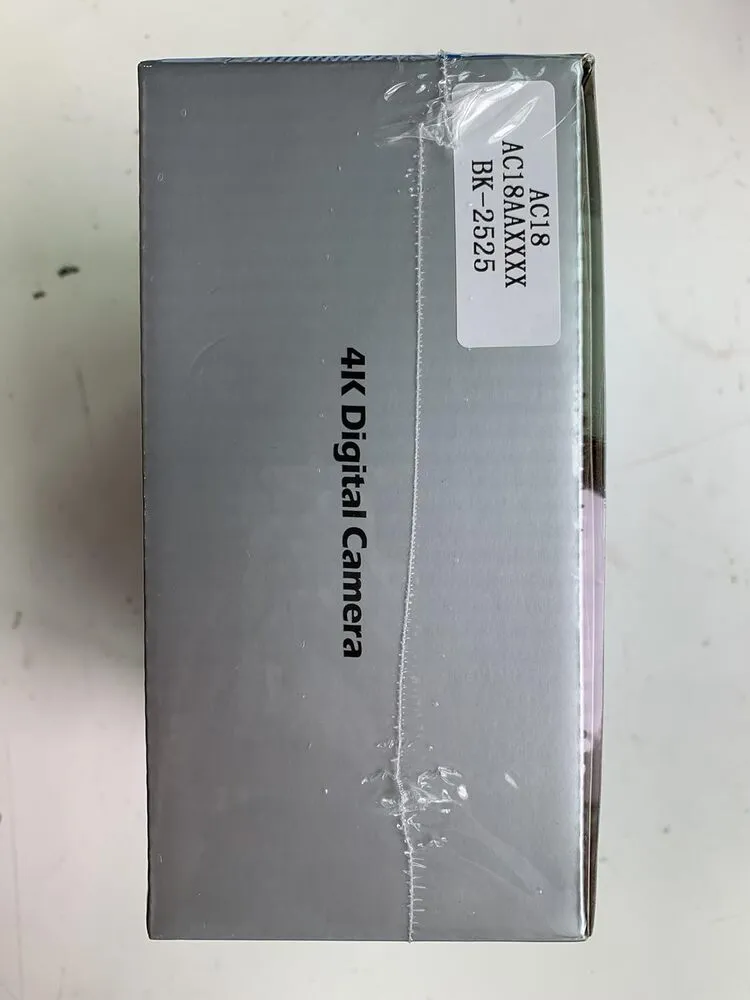 AC18
AC18AAXXXX
BK-2525
4K Digital Camera